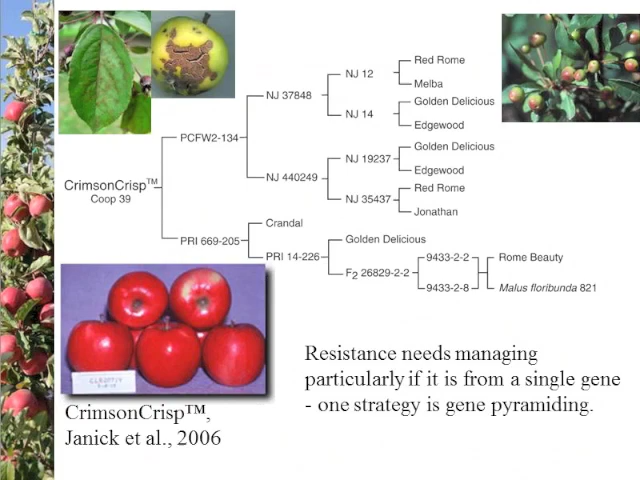 Red Rome
NJ 12
Melba
NJ 37848
Golden Delicious
NJ 14
Edgewood
PCFW2-134
Golden Delicious
NJ 19237
Edgewood
NJ 440249
Red Rome
NJ 35437
Jonathan
CrimsonCrisp™
Coop 39
Crandal
PRI 669-205
Golden Delicious
PRI 14-226
9433-2-2
Rome Beauty
F2 26829-2-2
9433-2-8
Malus floribunda 821
Resistance needs managing
particularly if it is from a single gene
- one strategy is gene pyramiding.
CrimsonCrisp™,
Janick et al., 2006